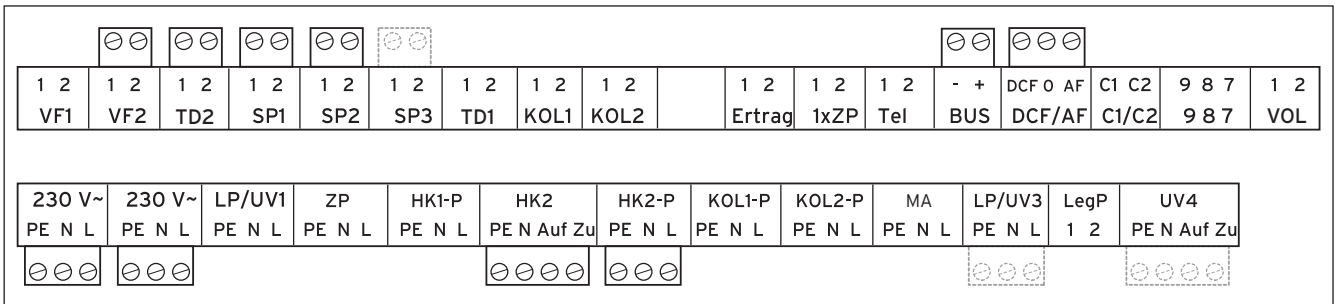 1 2 1 2 1 2 1 2 1 2 1 2 1 2 1 2 1 2 1 2 1 2 1 2 - + DCF 0 AF C1 C2 9 8 7 1 2
VF1 VF2 TD2 SP1 SP2 SP3 TD1 KOL1 KOL2 Ertrag 1xZP Tel BUS DCF/AF C1/C2 9 8 7 VOL
230 V~ 230 V~ LP/UV1 ZP HK1-P HK2 HK2-P KOL1-P KOL2-P MA LP/UV3 LegP UV4
PE N L PE N L PE N L PE N L PE N L PE N Auf Zu PE N L PE N L PE N L PE N L PE N L 1 2 PE N Auf Zu